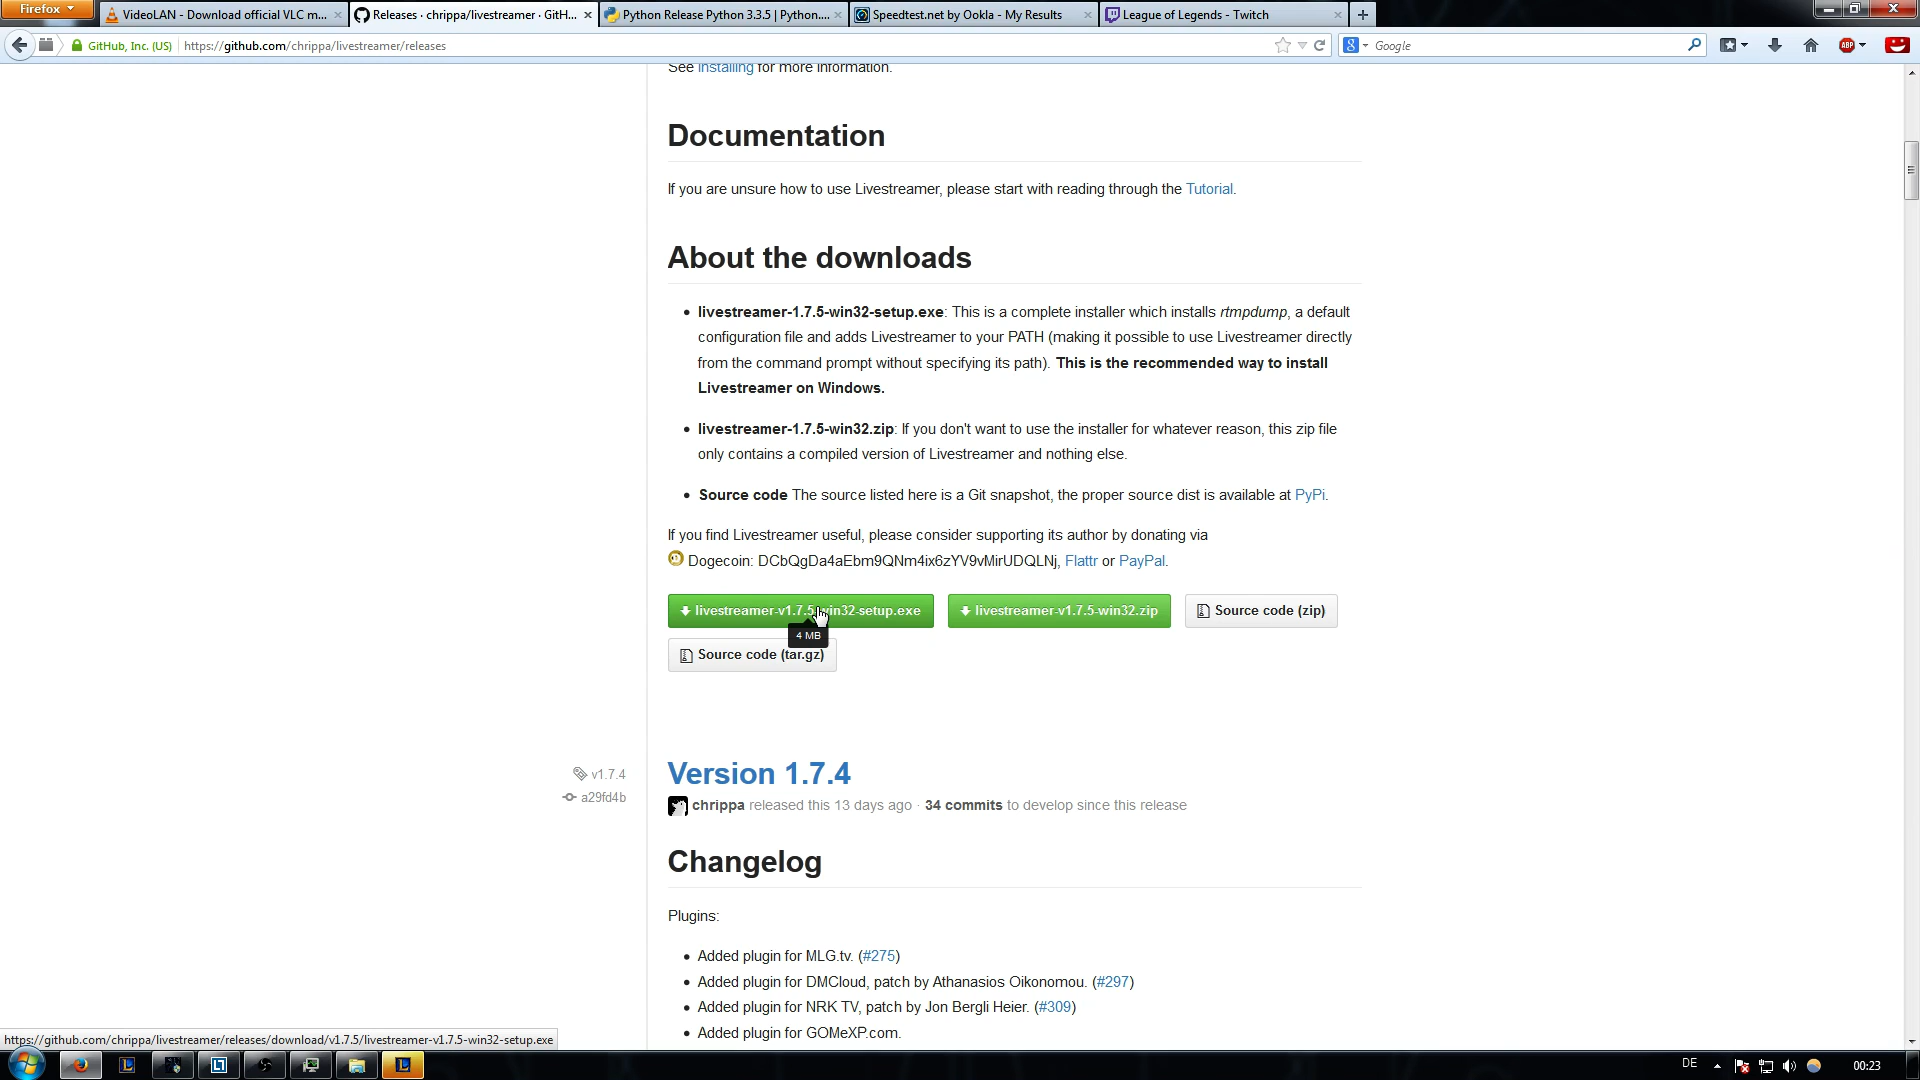 Firefox
VideoLAN - Download official VLC m...
Releases · chrippa/livestreamer · GitH...
Python Release Python 3.3.5 | Python....
Speedtest.net by Ookla - My Results
League of Legends - Twitch
GitHub, Inc. (US)
https://github.com/chrippa/livestreamer/releases
Google
ABP
See installing for more information.
Documentation
If you are unsure how to use Livestreamer, please start with reading through the Tutorial.
About the downloads
• livestreamer-1.7.5-win32-setup.exe: This is a complete installer which installs rtmpdump, a default
configuration file and adds Livestreamer to your PATH (making it possible to use Livestreamer directly
from the command prompt without specifying its path). This is the recommended way to install
Livestreamer on Windows.
• livestreamer-1.7.5-win32.zip: If you don't want to use the installer for whatever reason, this zip file
only contains a compiled version of Livestreamer and nothing else.
• Source code The source listed here is a Git snapshot, the proper source dist is available at PyPi.
If you find Livestreamer useful, please consider supporting its author by donating via
Dogecoin: DCbQgDa4aEbm9QNm4ix6zYV9vMirUDQLNj, Flattr or PayPal.
livestreamer-v1.7.5-win32-setup.exe
livestreamer-v1.7.5-win32.zip
Source code (zip)
4 MB
Source code (tar.gz)
v1.7.4
a29fd4b
Version 1.7.4
chrippa released this 13 days ago · 34 commits to develop since this release
Changelog
Plugins:
• Added plugin for MLG.tv. (#275)
• Added plugin for DMCloud, patch by Athanasios Oikonomou. (#297)
• Added plugin for NRK TV, patch by Jon Bergli Heier. (#309)
• Added plugin for GOMeXP.com.
https://github.com/chrippa/livestreamer/releases/download/v1.7.5/livestreamer-v1.7.5-win32-setup.exe
DE
00:23